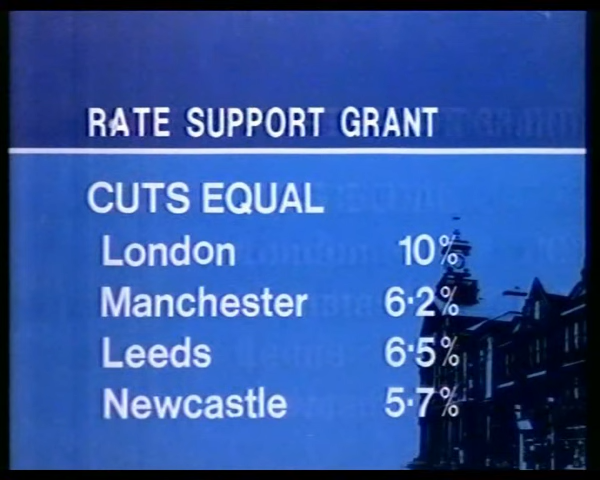 RATE SUPPORT GRANT
CUTS EQUAL
London 10%
Manchester 6·2%
Leeds 6·5%
Newcastle 5·7%